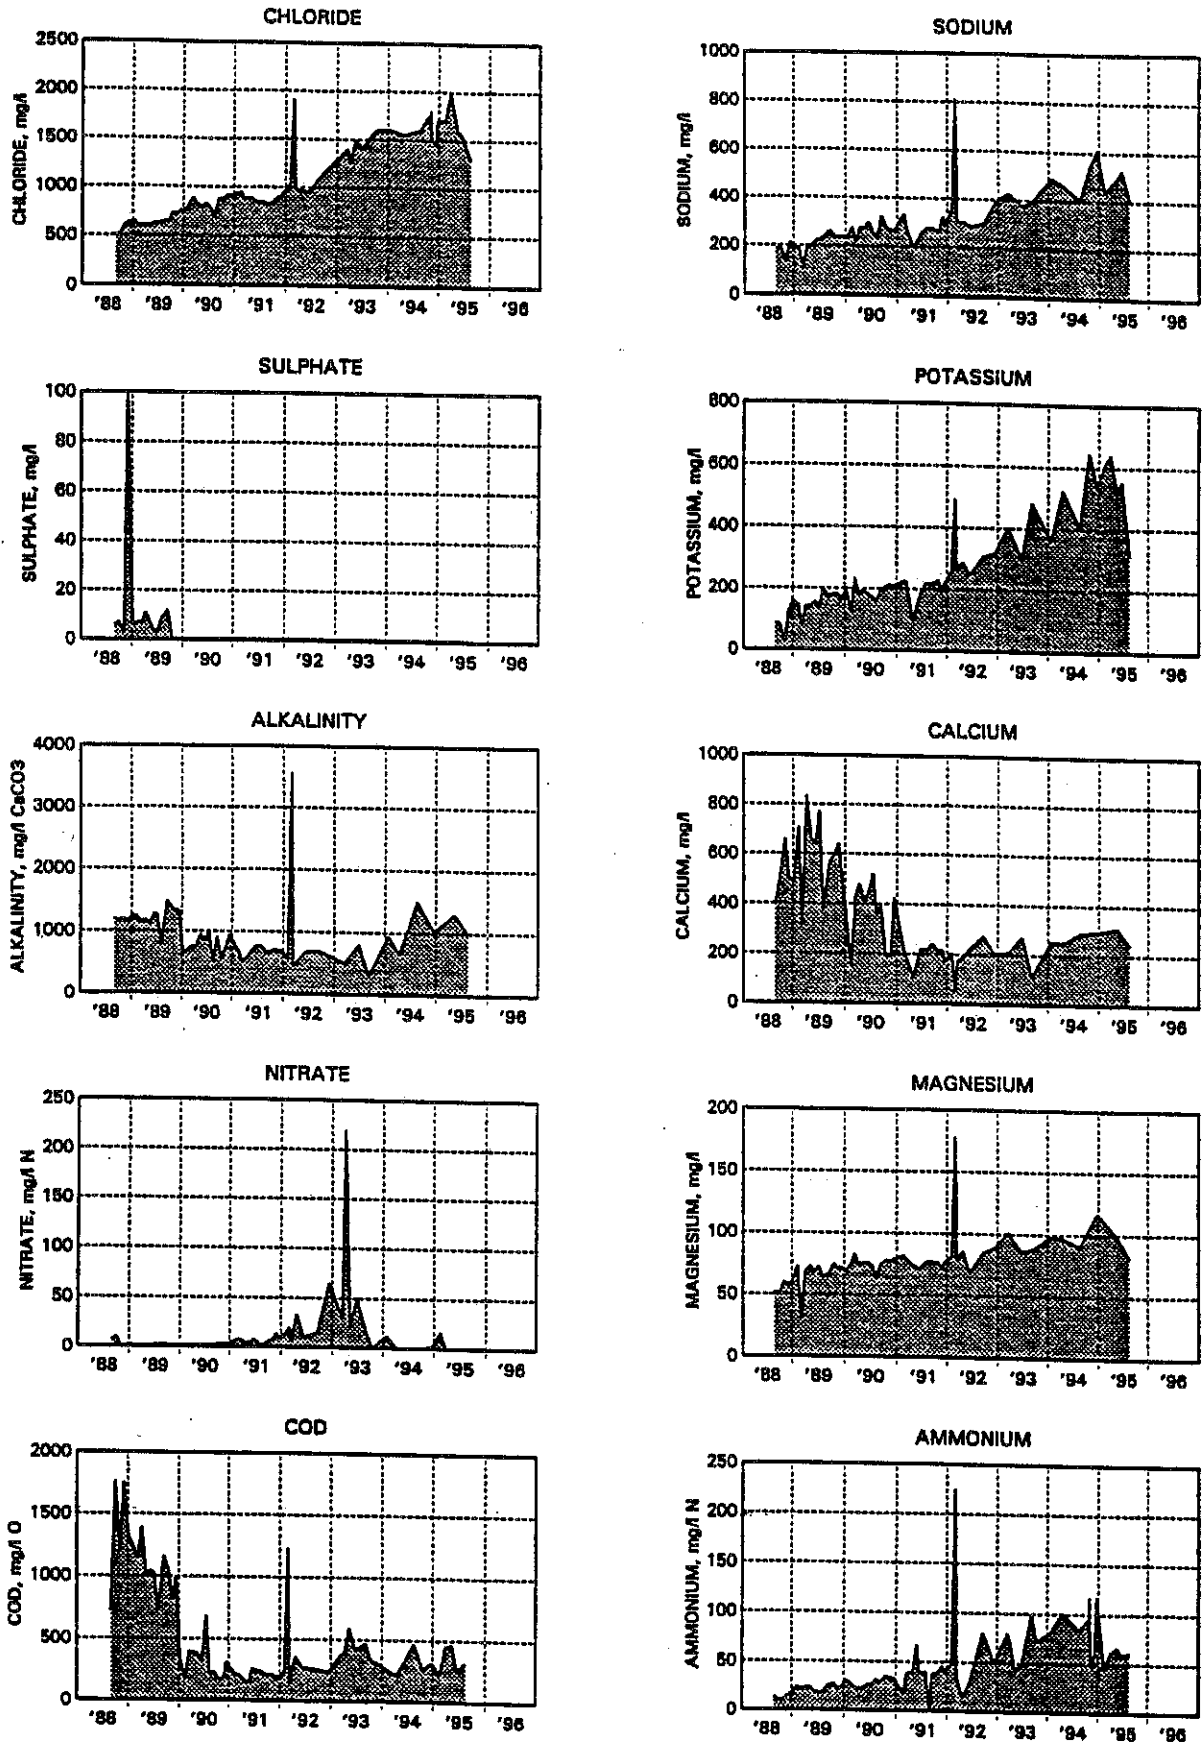 CHLORIDE
CHLORIDE, mg/l
2500
2000
1500
1000
500
0
'88 '89 '90 '91 '92 '93 '94 '95 '96
SODIUM
SODIUM, mg/l
1000
800
600
400
200
0
'88 '89 '90 '91 '92 '93 '94 '95 '96
SULPHATE
SULPHATE, mg/l
100
80
60
40
20
0
'88 '89 '90 '91 '92 '93 '94 '95 '96
POTASSIUM
POTASSIUM, mg/l
800
600
400
200
0
'88 '89 '90 '91 '92 '93 '94 '95 '96
ALKALINITY
ALKALINITY, mg/l CaCO3
4000
3000
2000
1000
0
'88 '89 '90 '91 '92 '93 '94 '95 '96
CALCIUM
CALCIUM, mg/l
1000
800
600
400
200
0
'88 '89 '90 '91 '92 '93 '94 '95 '96
NITRATE
NITRATE, mg/l N
250
200
150
100
50
0
'88 '89 '90 '91 '92 '93 '94 '95 '96
MAGNESIUM
MAGNESIUM, mg/l
200
150
100
50
0
'88 '89 '90 '91 '92 '93 '94 '95 '96
COD
COD, mg/l O
2000
1500
1000
500
0
'88 '89 '90 '91 '92 '93 '94 '95 '96
AMMONIUM
AMMONIUM, mg/l N
250
200
150
100
50
0
'88 '89 '90 '91 '92 '93 '94 '95 '96